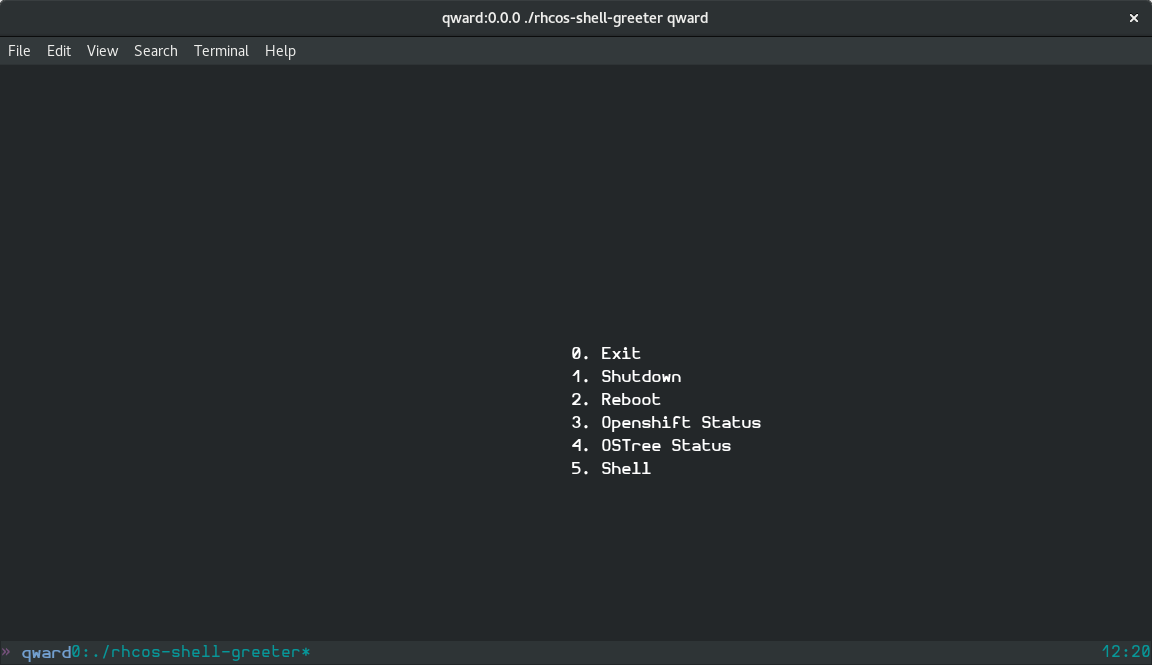 qward:0.0.0 ./rhcos-shell-greeter qward ×
File Edit View Search Terminal Help
0. Exit
1. Shutdown
2. Reboot
3. Openshift Status
4. OSTree Status
5. Shell
» qward0:./rhcos-shell-greeter* 12:20